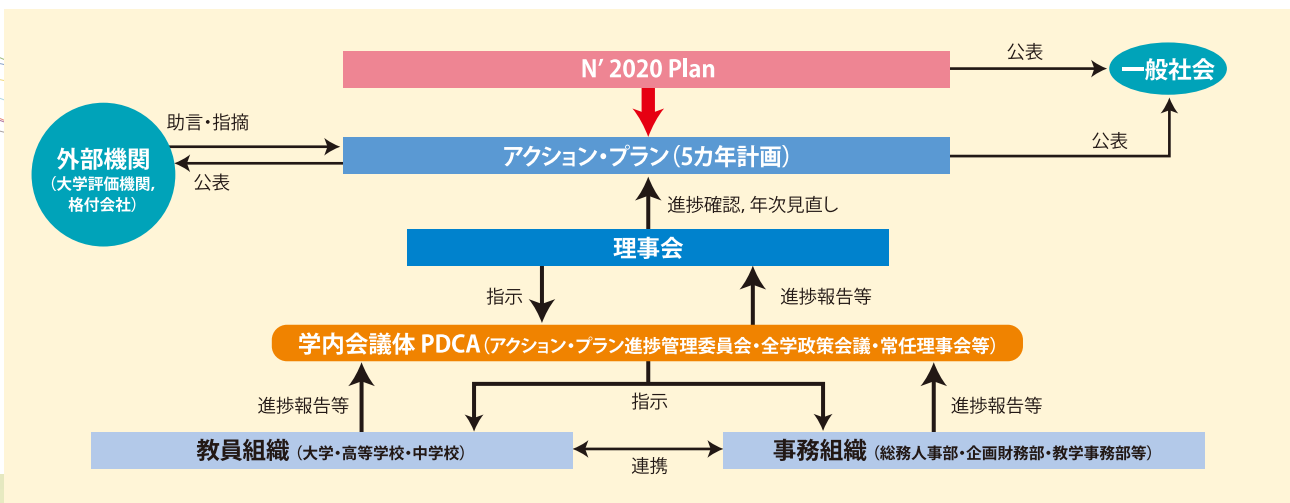 N’ 2020 Plan
公表
一般社会
助言・指摘
外部機関
(大学評価機関,
格付会社)
公表
アクション・プラン(5カ年計画)
公表
進捗確認, 年次見直し
理事会
指示
進捗報告等
学内会議体 PDCA(アクション・プラン進捗管理委員会・全学政策会議・常任理事会等)
進捗報告等
指示
進捗報告等
教員組織(大学・高等学校・中学校)
連携
事務組織(総務人事部・企画財務部・教学事務部等)